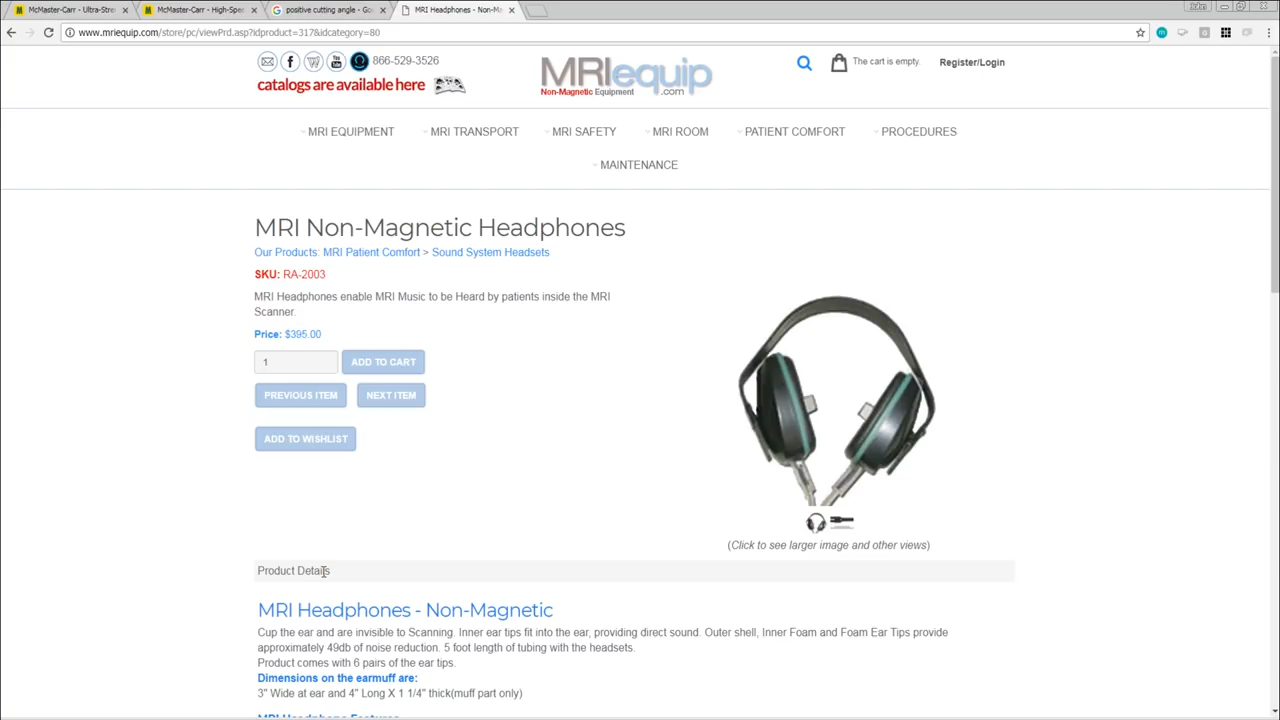 McMaster-Carr - Ultra-Stre
McMaster-Carr - High-Spe
positive cutting angle - Go
MRI Headphones - Non-Ma
John
www.mriequip.com/store/pc/viewPrd.asp?idproduct=317&idcategory=80
866-529-3526
catalogs are available here
MRIequip
.com
Non-Magnetic Equipment
The cart is empty.
Register/Login
MRI EQUIPMENT
MRI TRANSPORT
MRI SAFETY
MRI ROOM
PATIENT COMFORT
PROCEDURES
MAINTENANCE
MRI Non-Magnetic Headphones
Our Products: MRI Patient Comfort > Sound System Headsets
SKU: RA-2003
MRI Headphones enable MRI Music to be Heard by patients inside the MRI
Scanner.
Price: $395.00
1
ADD TO CART
PREVIOUS ITEM
NEXT ITEM
ADD TO WISHLIST
(Click to see larger image and other views)
Product Details
MRI Headphones - Non-Magnetic
Cup the ear and are invisible to Scanning. Inner ear tips fit into the ear, providing direct sound. Outer shell, Inner Foam and Foam Ear Tips provide
approximately 49db of noise reduction. 5 foot length of tubing with the headsets.
Product comes with 6 pairs of the ear tips.
Dimensions on the earmuff are:
3" Wide at ear and 4" Long X 1 1/4" thick(muff part only)
MRI Headphone Features